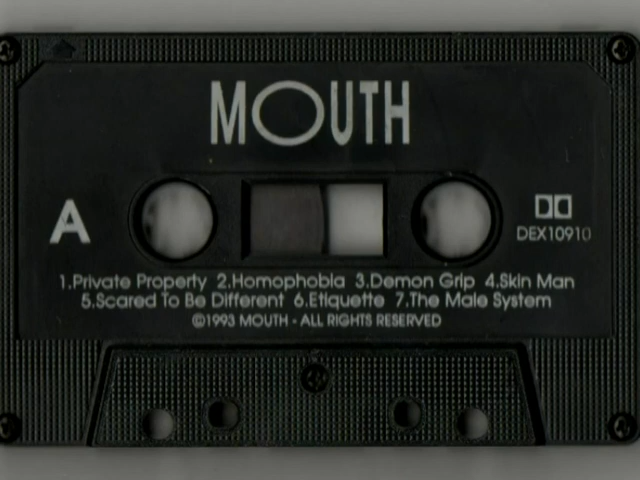 MOUTH
A
DEX10910
1.Private Property 2.Homophobia 3.Demon Grip 4.Skin Man
5.Scared To Be Different 6.Etiquette 7.The Male System
©1993 MOUTH - ALL RIGHTS RESERVED